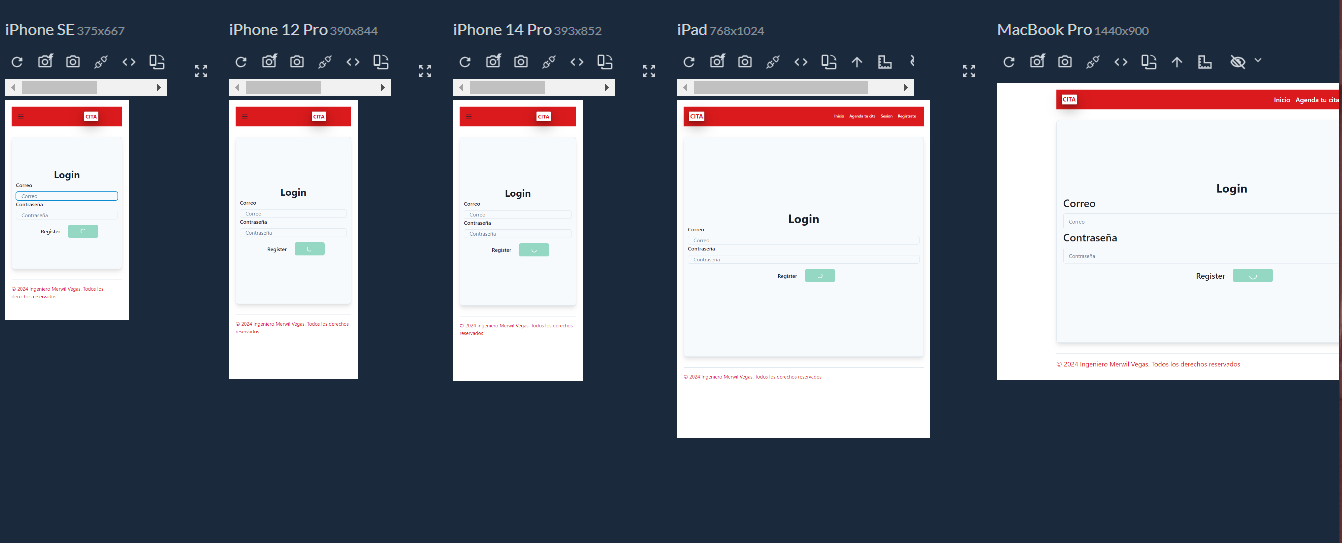 iPhone SE 375x667
iPhone 12 Pro 390x844
iPhone 14 Pro 393x852
iPad 768x1024
MacBook Pro 1440x900
CITA
Login
Correo
Correo
Contraseña
Contraseña
Register
© 2024 Ingeniero Merwil Vegas. Todos los
derechos reservados
CITA
Login
Correo
Correo
Contraseña
Contraseña
Register
© 2024 Ingeniero Merwil Vegas. Todos los derechos
reservados
CITA
Login
Correo
Correo
Contraseña
Contraseña
Register
© 2024 Ingeniero Merwil Vegas. Todos los derechos
reservados
CITA
Inicio Agenda tu cita Sesión Registrarte
Login
Correo
Correo
Contraseña
Contraseña
Register
© 2024 Ingeniero Merwil Vegas. Todos los derechos reservados
CITA
Inicio Agenda tu cita
Login
Correo
Correo
Contraseña
Contraseña
Register
© 2024 Ingeniero Merwil Vegas. Todos los derechos reservados